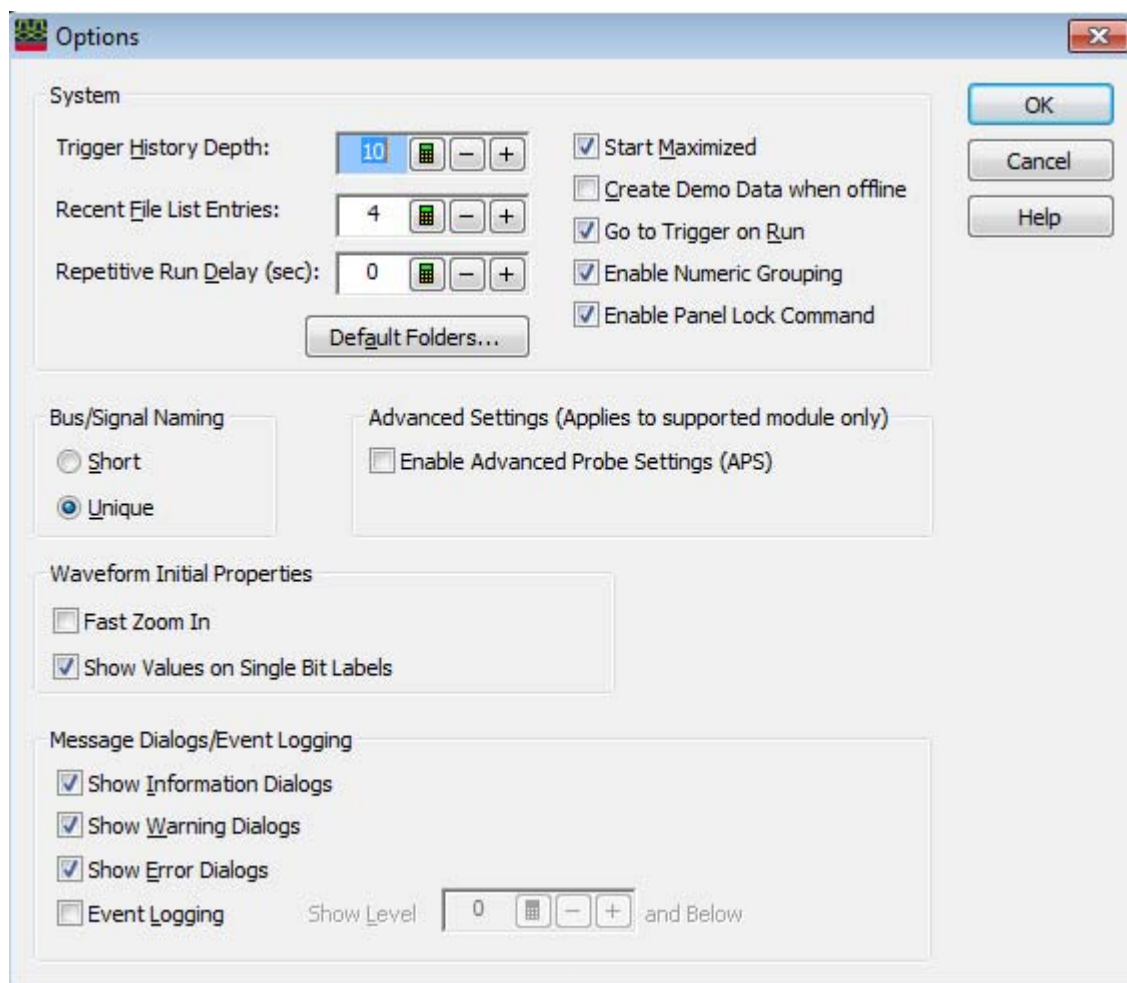 Options
System
Trigger History Depth: 10
Recent File List Entries: 4
Repetitive Run Delay (sec): 0
Default Folders...
Start Maximized
Create Demo Data when offline
Go to Trigger on Run
Enable Numeric Grouping
Enable Panel Lock Command
OK
Cancel
Help
Bus/Signal Naming
Short
Unique
Advanced Settings (Applies to supported module only)
Enable Advanced Probe Settings (APS)
Waveform Initial Properties
Fast Zoom In
Show Values on Single Bit Labels
Message Dialogs/Event Logging
Show Information Dialogs
Show Warning Dialogs
Show Error Dialogs
Event Logging Show Level 0 and Below